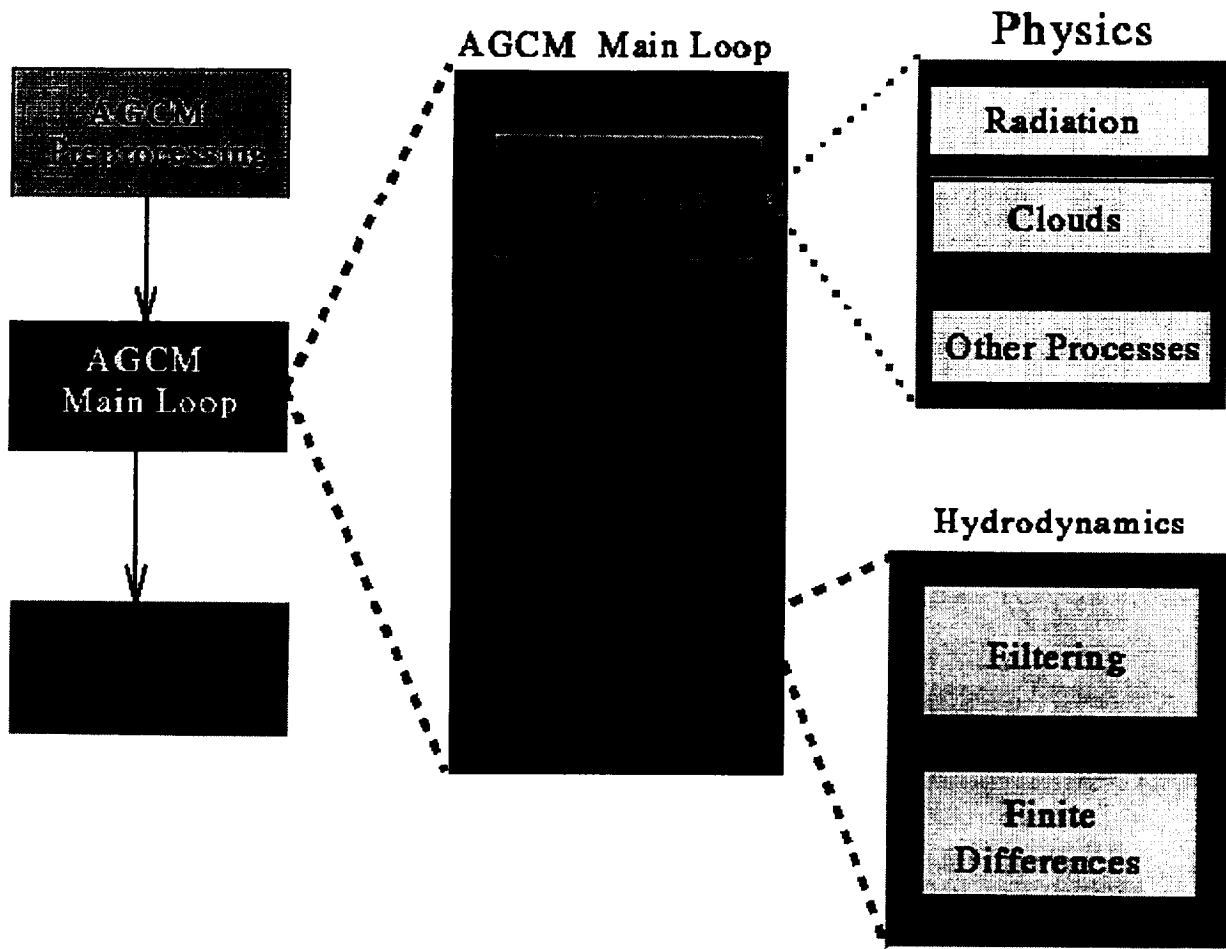 AGCM
Preprocessing
AGCM
Main Loop
AGCM Main Loop
Physics
Radiation
Clouds
Other Processes
Hydrodynamics
Filtering
Finite
Differences